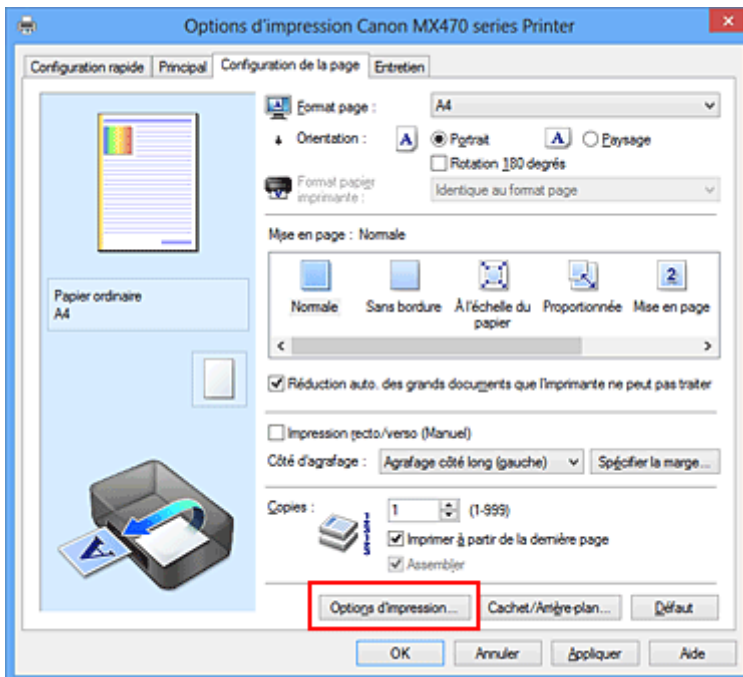 Options d'impression Canon MX470 series Printer
Configuration rapide Principal Configuration de la page Entretien
Format page : A4
Orientation : A Portrait A Paysage
Rotation 180 degrés
Format papier imprimante : Identique au format page
Mise en page : Normale
2
Normale Sans bordure À l'échelle du papier Proportionnée Mise en page
Papier ordinaire
A4
Réduction auto. des grands documents que l'imprimante ne peut pas traiter
Impression recto/verso (Manuel)
Côté d'agrafage : Agrafage côté long (gauche) Spécifier la marge...
Copies : 1 (1-999)
Imprimer à partir de la dernière page
Assembler
A
Options d'impression... Cachet/Arrière-plan... Défaut
OK Annuler Appliquer Aide